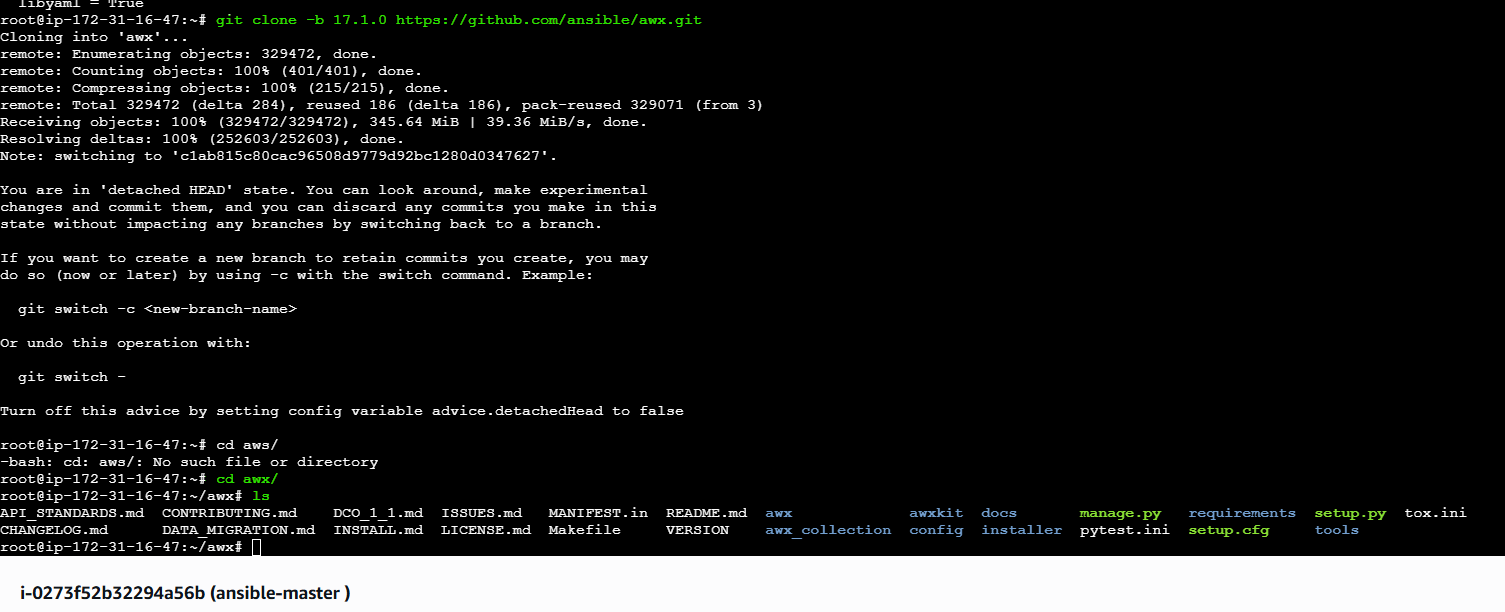 libyaml = True
root@ip-172-31-16-47:~# git clone -b 17.1.0 https://github.com/ansible/awx.git
Cloning into 'awx'...
remote: Enumerating objects: 329472, done.
remote: Counting objects: 100% (401/401), done.
remote: Compressing objects: 100% (215/215), done.
remote: Total 329472 (delta 284), reused 186 (delta 186), pack-reused 329071 (from 3)
Receiving objects: 100% (329472/329472), 345.64 MiB | 39.36 MiB/s, done.
Resolving deltas: 100% (252603/252603), done.
Note: switching to 'c1ab815c80cac96508d9779d92bc1280d0347627'.
You are in 'detached HEAD' state. You can look around, make experimental
changes and commit them, and you can discard any commits you make in this
state without impacting any branches by switching back to a branch.
If you want to create a new branch to retain commits you create, you may
do so (now or later) by using -c with the switch command. Example:
git switch -c <new-branch-name>
Or undo this operation with:
git switch -
Turn off this advice by setting config variable advice.detachedHead to false
root@ip-172-31-16-47:~# cd aws/
-bash: cd: aws/: No such file or directory
root@ip-172-31-16-47:~# cd awx/
root@ip-172-31-16-47:~/awx# ls
API_STANDARDS.md CONTRIBUTING.md DCO_1_1.md ISSUES.md MANIFEST.in README.md awx awxkit docs manage.py requirements setup.py tox.ini
CHANGELOG.md DATA_MIGRATION.md INSTALL.md LICENSE.md Makefile VERSION awx_collection config installer pytest.ini setup.cfg tools
root@ip-172-31-16-47:~/awx#
i-0273f52b32294a56b (ansible-master )